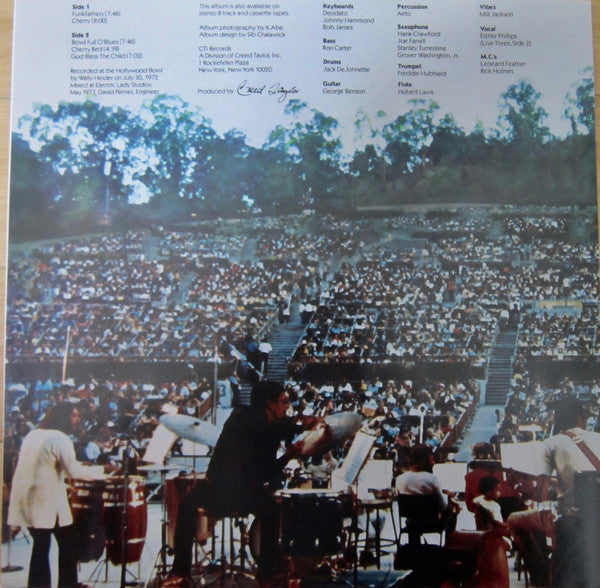 Side 1
Funkfathers (7:46)
Cherry (8:00)
Side 2
Bowl Full O'Blues (7:46)
Cherry Red (4:39)
God Bless The Child (7:02)
Recorded at the Hollywood Bowl
by Wally Heider on July 30, 1972.
Mixed at Electric Lady Studios
May 1977, David Palmer, Engineer
This album is also available on
stereo 8 track and cassette tapes.
Album photography by K.Abe
Album design by Sib Chalawick
CTI Records
A Division of Creed Taylor, Inc.
1 Rockefeller Plaza
New York, New York 10020
Produced by Creed Taylor
Keyboards
Deodato
Johnny Hammond
Bob James
Bass
Ron Carter
Drums
Jack DeJohnette
Guitar
George Benson
Percussion
Airto
Saxophone
Hank Crawford
Joe Farrell
Stanley Turrentine
Grover Washington, Jr.
Trumpet
Freddie Hubbard
Flute
Hubert Laws
Vibes
Milt Jackson
Vocal
Esther Phillips
(Live Three, Side 2)
M.C.'s
Leonard Feather
Rick Holmes